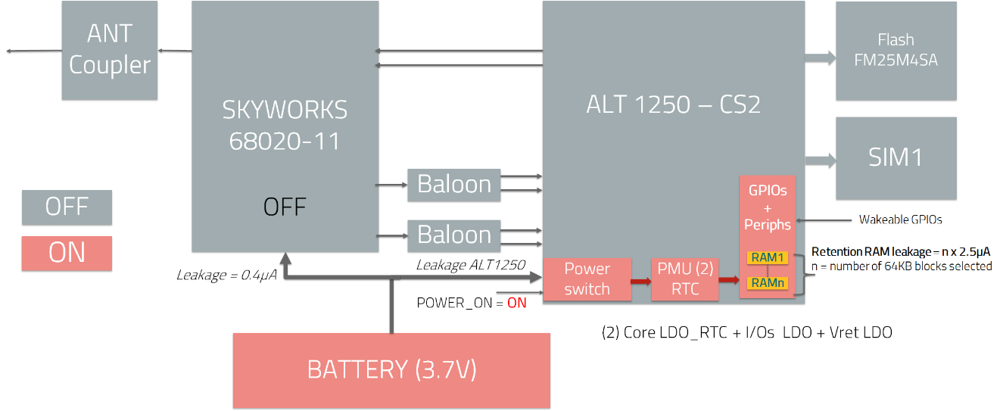 ANT
Coupler
SKYWORKS
68020-11
OFF
ALT 1250 – CS2
Flash
FM25M4SA
SIM1
Baloon
Baloon
OFF
ON
GPIOs
+
Periphs
Wakeable GPIOs
RAM1
RAMn
Retention RAM leakage = n x 2.5µA
n = number of 64KB blocks selected
Leakage = 0.4µA
Leakage ALT1250
Power
switch
PMU (2)
RTC
POWER_ON = ON
(2) Core LDO_RTC + I/Os LDO + Vret LDO
BATTERY (3.7V)